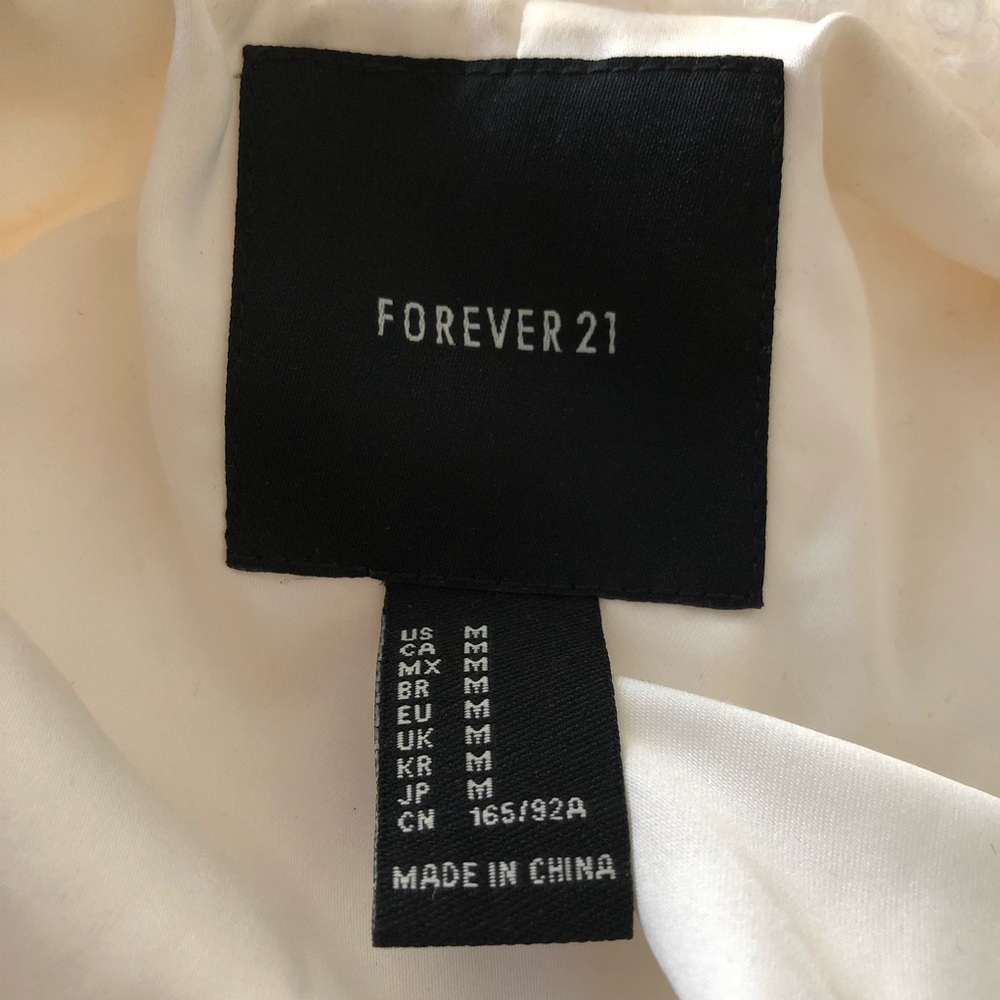 FOREVER 21
US M
CA M
MX M
BR M
EU M
UK M
KR M
JP M
CN 165/92A
MADE IN CHINA